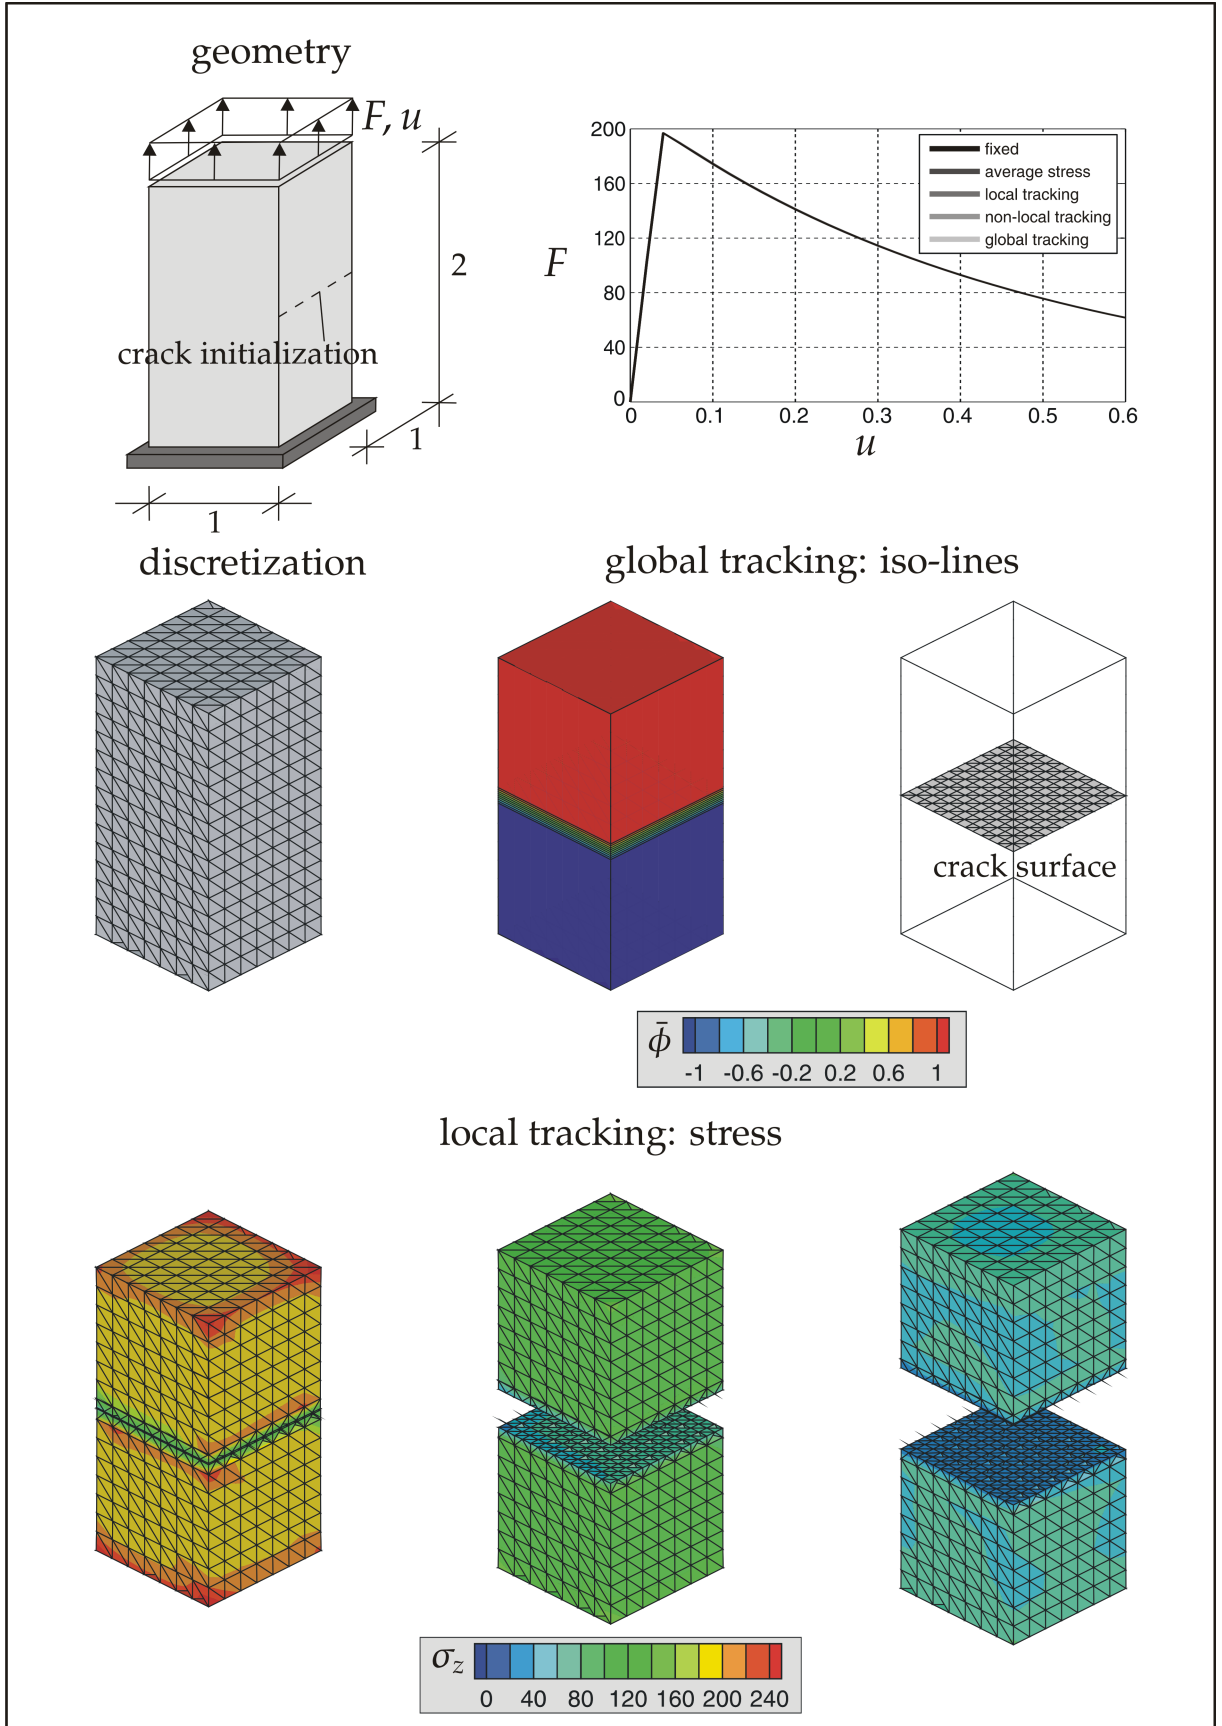 geometry
F, u
2
crack initialization
1
1
F
200
160
120
80
40
0
fixed
average stress
local tracking
non-local tracking
global tracking
0 0.1 0.2 0.3 0.4 0.5 0.6
u
discretization
global tracking: iso-lines
crack surface
ϕ̄
-1 -0.6 -0.2 0.2 0.6 1
local tracking: stress
σz
0 40 80 120 160 200 240